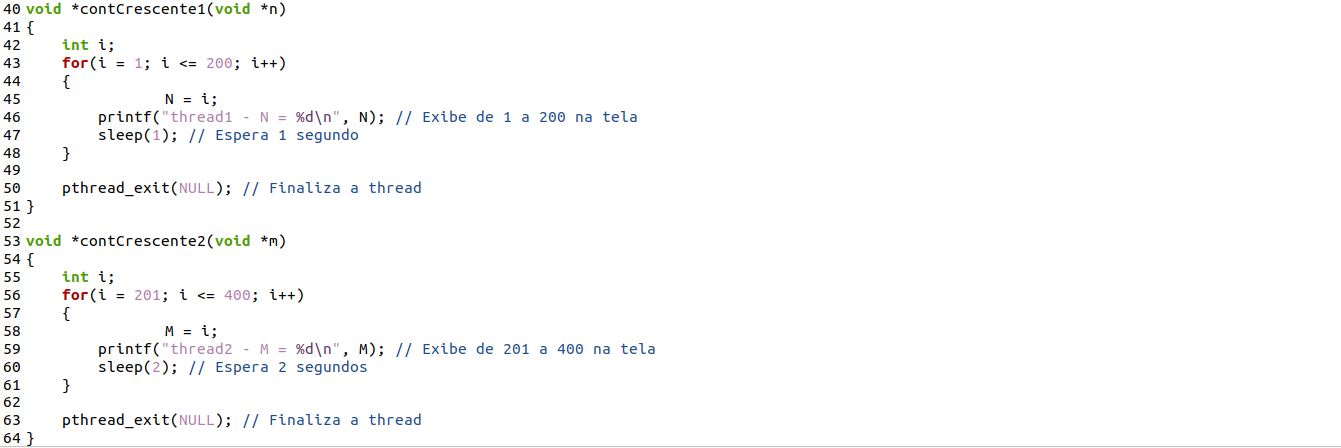 40 void *contCrescente1(void *n)
41 {
42     int i;
43     for(i = 1; i <= 200; i++)
44     {
45                N = i;
46        printf("thread1 - N = %d\n", N); // Exibe de 1 a 200 na tela
47        sleep(1); // Espera 1 segundo
48     }
49
50     pthread_exit(NULL); // Finaliza a thread
51 }
52
53 void *contCrescente2(void *m)
54 {
55     int i;
56     for(i = 201; i <= 400; i++)
57     {
58                M = i;
59        printf("thread2 - M = %d\n", M); // Exibe de 201 a 400 na tela
60        sleep(2); // Espera 2 segundos
61     }
62
63     pthread_exit(NULL); // Finaliza a thread
64 }